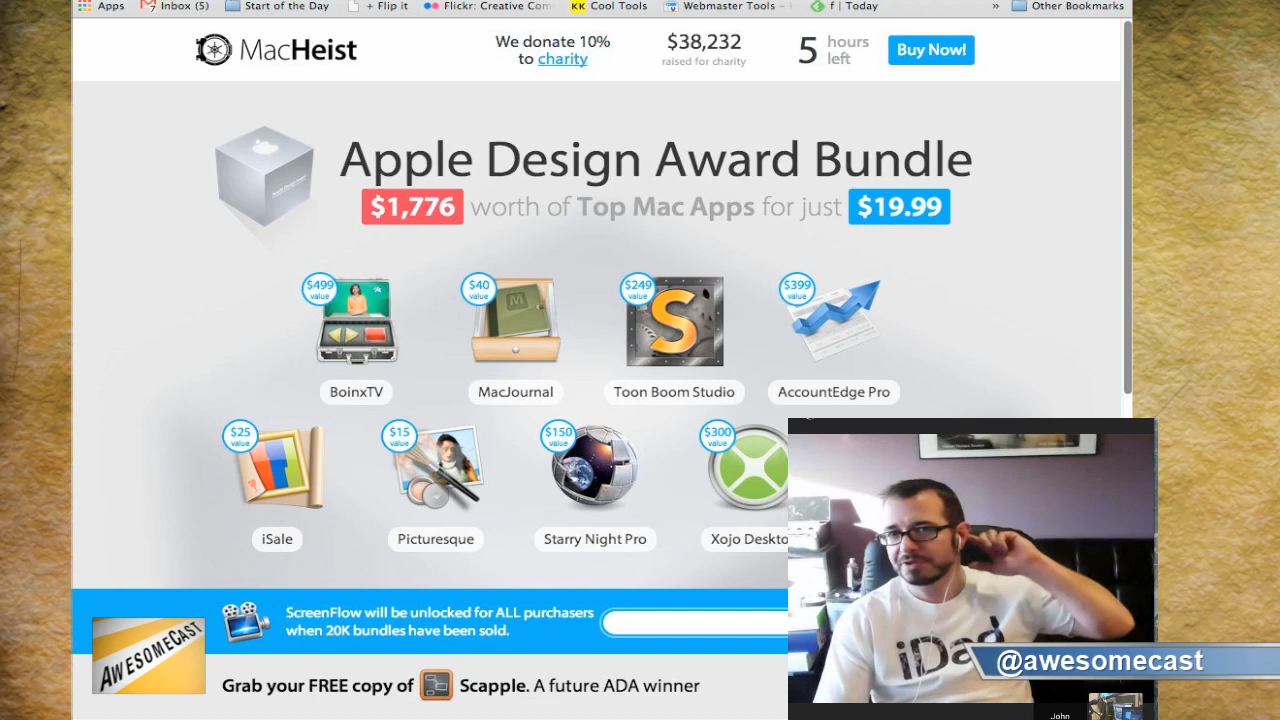 Apps Inbox (5) Start of the Day + Flip it Flickr: Creative Com Cool Tools Webmaster Tools - f | Today » Other Bookmarks
MacHeist
We donate 10%
to charity
$38,232
raised for charity
5 hours
left
Buy Now!
Apple Design Award Bundle
$1,776 worth of Top Mac Apps for just $19.99
$499
value
$40
value
$249
value
$399
value
BoinxTV MacJournal Toon Boom Studio AccountEdge Pro
$25
value
$15
value
$150
value
$300
value
iSale Picturesque Starry Night Pro Xojo Deskto
ScreenFlow will be unlocked for ALL purchasers
when 20K bundles have been sold.
AWESOMECAST
Grab your FREE copy of Scapple. A future ADA winner
iDad
@awesomecast
John